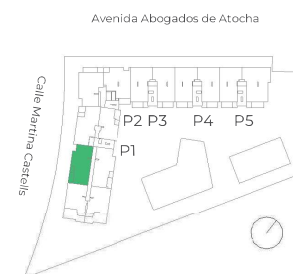 Avenida Abogados de Atocha
Calle Martina Castells
P2 P3 P4 P5
P1